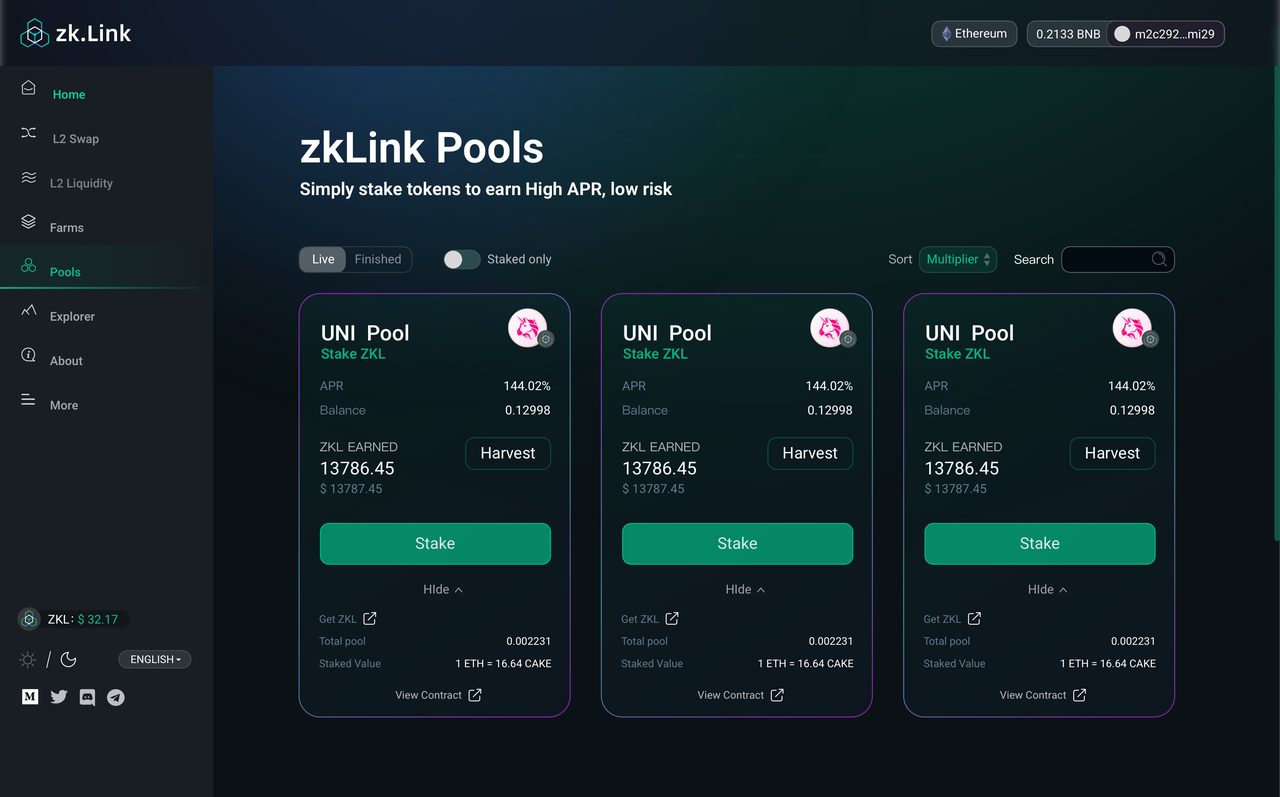 zk.Link
Ethereum
0.2133 BNB
m2c292...mi29
Home
L2 Swap
L2 Liquidity
Farms
Pools
Explorer
About
More
ZKL: $ 32.17
/
ENGLISH
M
zkLink Pools
Simply stake tokens to earn High APR, low risk
Live
Finished
Staked only
Sort
Multiplier
Search
UNI Pool
Stake ZKL
APR 144.02%
Balance 0.12998
ZKL EARNED
13786.45
$ 13787.45
Harvest
Stake
HIde
Get ZKL
Total pool 0.002231
Staked Value 1 ETH = 16.64 CAKE
View Contract
UNI Pool
Stake ZKL
APR 144.02%
Balance 0.12998
ZKL EARNED
13786.45
$ 13787.45
Harvest
Stake
HIde
Get ZKL
Total pool 0.002231
Staked Value 1 ETH = 16.64 CAKE
View Contract
UNI Pool
Stake ZKL
APR 144.02%
Balance 0.12998
ZKL EARNED
13786.45
$ 13787.45
Harvest
Stake
HIde
Get ZKL
Total pool 0.002231
Staked Value 1 ETH = 16.64 CAKE
View Contract